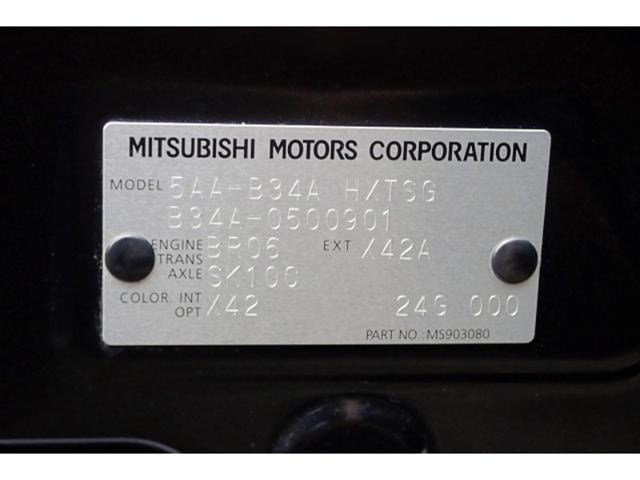 MITSUBISHI MOTORS CORPORATION
MODEL 5AA-B34A HXTSG
B34A-0500901
ENGINE BR06 EXT X42A
TRANS AXLE SK10C
COLOR. INT OPT X42 24G 000
PART NO.:MS903080